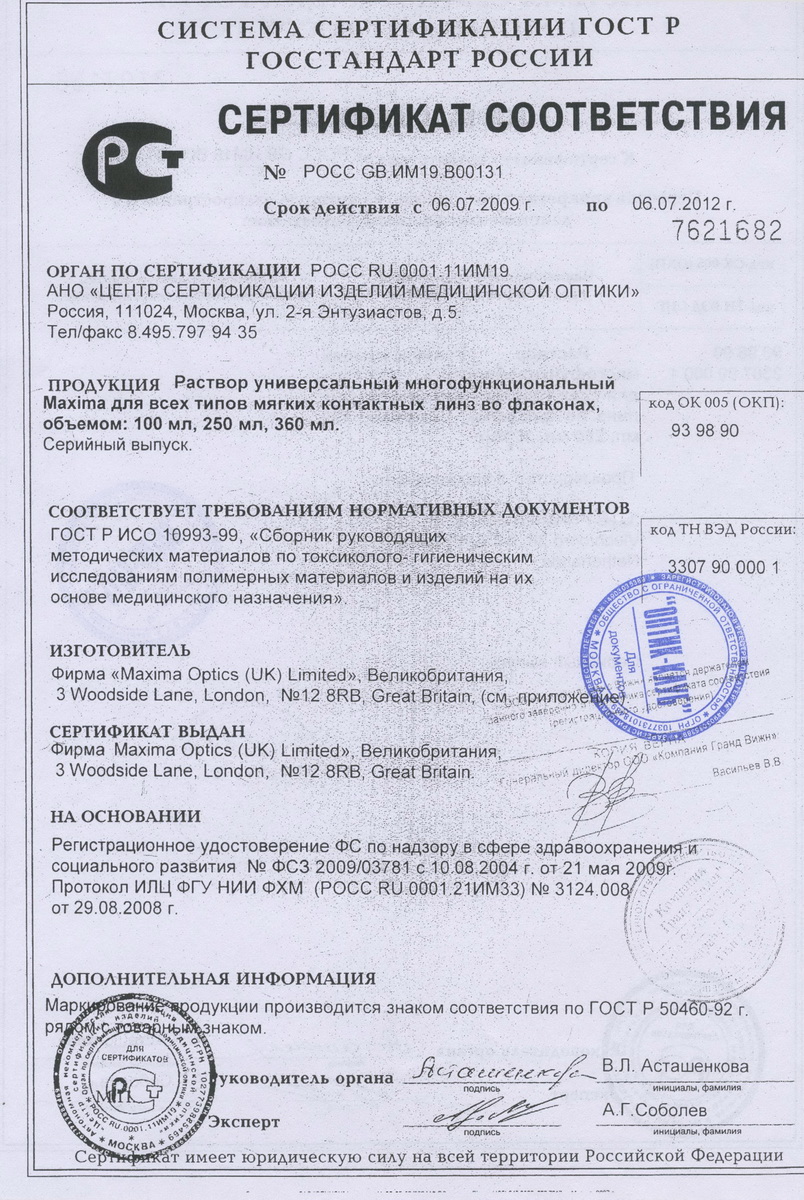 СИСТЕМА СЕРТИФИКАЦИИ ГОСТ Р
ГОССТАНДАРТ РОССИИ
СЕРТИФИКАТ СООТВЕТСТВИЯ
№ РОСС GB.ИМ19.В00131
Срок действия с 06.07.2009 г. по 06.07.2012 г.
7621682
ОРГАН ПО СЕРТИФИКАЦИИ РОСС RU.0001.11ИМ19
АНО «ЦЕНТР СЕРТИФИКАЦИИ ИЗДЕЛИЙ МЕДИЦИНСКОЙ ОПТИКИ»
Россия, 111024, Москва, ул. 2-я Энтузиастов, д.5.
Тел/факс 8.495.797 94 35
ПРОДУКЦИЯ Раствор универсальный многофункциональный
Maxima для всех типов мягких контактных линз во флаконах,
объемом: 100 мл, 250 мл, 360 мл.
Серийный выпуск.
код ОК 005 (ОКП):
93 98 90
СООТВЕТСТВУЕТ ТРЕБОВАНИЯМ НОРМАТИВНЫХ ДОКУМЕНТОВ
ГОСТ Р ИСО 10993-99, «Сборник руководящих
методических материалов по токсиколого- гигиеническим
исследованиям полимерных материалов и изделий на их
основе медицинского назначения».
код ТН ВЭД России:
3307 90 000 1
ИЗГОТОВИТЕЛЬ
Фирма «Maxima Optics (UK) Limited», Великобритания,
3 Woodside Lane, London, №12 8RB, Great Britain, (см. приложение).
"ОПТИК-МЕД"
Для документов
СЕРТИФИКАТ ВЫДАН
Фирма Maxima Optics (UK) Limited», Великобритания,
3 Woodside Lane, London, №12 8RB, Great Britain.
КОПИЯ ВЕРНА
Генеральный директор ООО «Компания Гранд Вижн»
Васильев В.В.
НА ОСНОВАНИИ
Регистрационное удостоверение ФС по надзору в сфере здравоохранения и
социального развития № ФСЗ 2009/03781 с 10.08.2004 г. от 21 мая 2009г.
Протокол ИЛЦ ФГУ НИИ ФХМ (РОСС RU.0001.21ИМ33) № 3124.008
от 29.08.2008 г.
ДОПОЛНИТЕЛЬНАЯ ИНФОРМАЦИЯ
Маркирование продукции производится знаком соответствия по ГОСТ Р 50460-92 г.
рядом с товарным знаком.
ДЛЯ
СЕРТИФИКАТОВ
РОСС RU.0001.11ИМ19
МОСКВА
Руководитель органа
подпись
В.Л. Асташенкова
инициалы, фамилия
Эксперт
подпись
А.Г.Соболев
инициалы, фамилия
Сертификат имеет юридическую силу на всей территории Российской Федерации